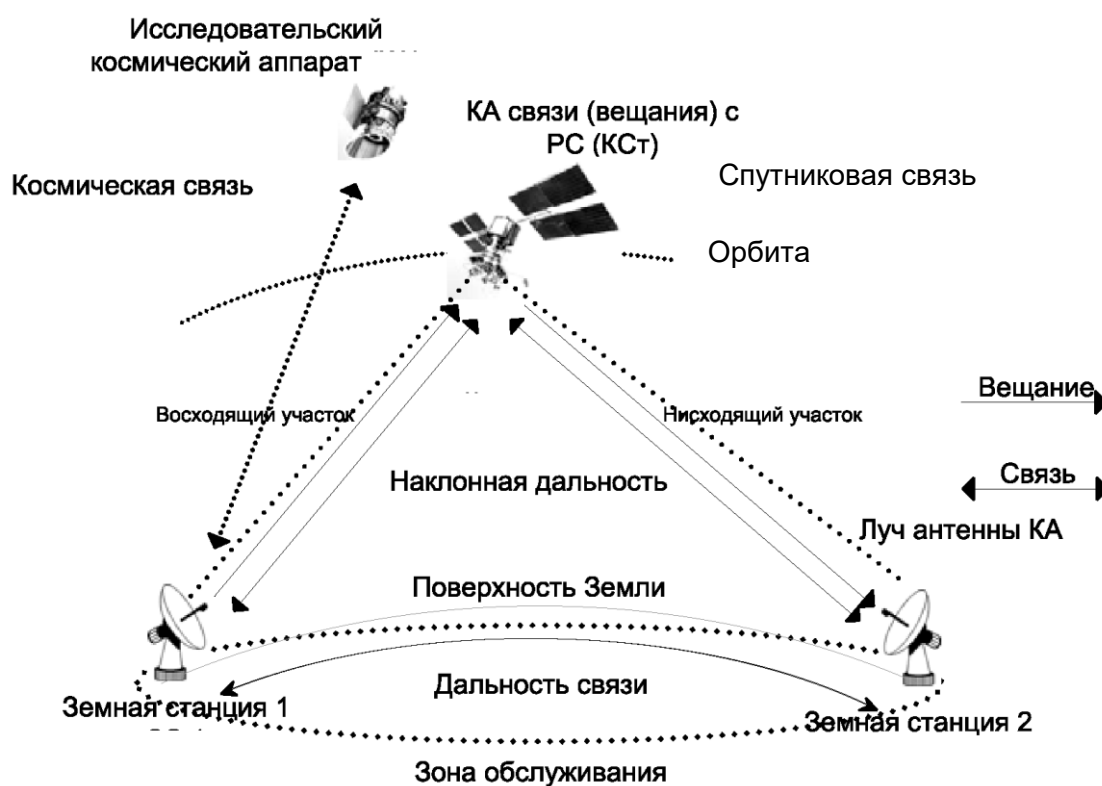 Исследовательский
космический аппарат
КА связи (вещания) с
РС (КСт)
Космическая связь
Спутниковая связь
Орбита
Восходящий участок
Нисходящий участок
Вещание
Наклонная дальность
Связь
Луч антенны КА
Поверхность Земли
Дальность связи
Земная станция 1
Земная станция 2
Зона обслуживания